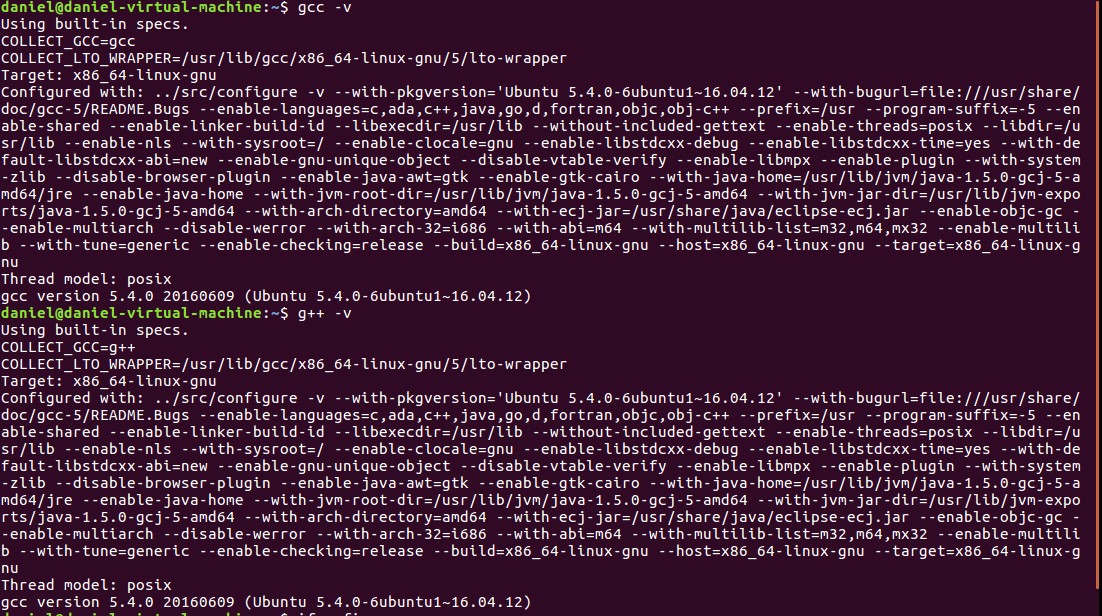 daniel@daniel-virtual-machine:~$ gcc -v
Using built-in specs.
COLLECT_GCC=gcc
COLLECT_LTO_WRAPPER=/usr/lib/gcc/x86_64-linux-gnu/5/lto-wrapper
Target: x86_64-linux-gnu
Configured with: ../src/configure -v --with-pkgversion='Ubuntu 5.4.0-6ubuntu1~16.04.12' --with-bugurl=file:///usr/share/
doc/gcc-5/README.Bugs --enable-languages=c,ada,c++,java,go,d,fortran,objc,obj-c++ --prefix=/usr --program-suffix=-5 --en
able-shared --enable-linker-build-id --libexecdir=/usr/lib --without-included-gettext --enable-threads=posix --libdir=/u
sr/lib --enable-nls --with-sysroot=/ --enable-clocale=gnu --enable-libstdcxx-debug --enable-libstdcxx-time=yes --with-de
fault-libstdcxx-abi=new --enable-gnu-unique-object --disable-vtable-verify --enable-libmpx --enable-plugin --with-system
-zlib --disable-browser-plugin --enable-java-awt=gtk --enable-gtk-cairo --with-java-home=/usr/lib/jvm/java-1.5.0-gcj-5-a
md64/jre --enable-java-home --with-jvm-root-dir=/usr/lib/jvm/java-1.5.0-gcj-5-amd64 --with-jvm-jar-dir=/usr/lib/jvm-expo
rts/java-1.5.0-gcj-5-amd64 --with-arch-directory=amd64 --with-ecj-jar=/usr/share/java/eclipse-ecj.jar --enable-objc-gc -
-enable-multiarch --disable-werror --with-arch-32=i686 --with-abi=m64 --with-multilib-list=m32,m64,mx32 --enable-multili
b --with-tune=generic --enable-checking=release --build=x86_64-linux-gnu --host=x86_64-linux-gnu --target=x86_64-linux-g
nu
Thread model: posix
gcc version 5.4.0 20160609 (Ubuntu 5.4.0-6ubuntu1~16.04.12)
daniel@daniel-virtual-machine:~$ g++ -v
Using built-in specs.
COLLECT_GCC=g++
COLLECT_LTO_WRAPPER=/usr/lib/gcc/x86_64-linux-gnu/5/lto-wrapper
Target: x86_64-linux-gnu
Configured with: ../src/configure -v --with-pkgversion='Ubuntu 5.4.0-6ubuntu1~16.04.12' --with-bugurl=file:///usr/share/
doc/gcc-5/README.Bugs --enable-languages=c,ada,c++,java,go,d,fortran,objc,obj-c++ --prefix=/usr --program-suffix=-5 --en
able-shared --enable-linker-build-id --libexecdir=/usr/lib --without-included-gettext --enable-threads=posix --libdir=/u
sr/lib --enable-nls --with-sysroot=/ --enable-clocale=gnu --enable-libstdcxx-debug --enable-libstdcxx-time=yes --with-de
fault-libstdcxx-abi=new --enable-gnu-unique-object --disable-vtable-verify --enable-libmpx --enable-plugin --with-system
-zlib --disable-browser-plugin --enable-java-awt=gtk --enable-gtk-cairo --with-java-home=/usr/lib/jvm/java-1.5.0-gcj-5-a
md64/jre --enable-java-home --with-jvm-root-dir=/usr/lib/jvm/java-1.5.0-gcj-5-amd64 --with-jvm-jar-dir=/usr/lib/jvm-expo
rts/java-1.5.0-gcj-5-amd64 --with-arch-directory=amd64 --with-ecj-jar=/usr/share/java/eclipse-ecj.jar --enable-objc-gc -
-enable-multiarch --disable-werror --with-arch-32=i686 --with-abi=m64 --with-multilib-list=m32,m64,mx32 --enable-multili
b --with-tune=generic --enable-checking=release --build=x86_64-linux-gnu --host=x86_64-linux-gnu --target=x86_64-linux-g
nu
Thread model: posix
gcc version 5.4.0 20160609 (Ubuntu 5.4.0-6ubuntu1~16.04.12)